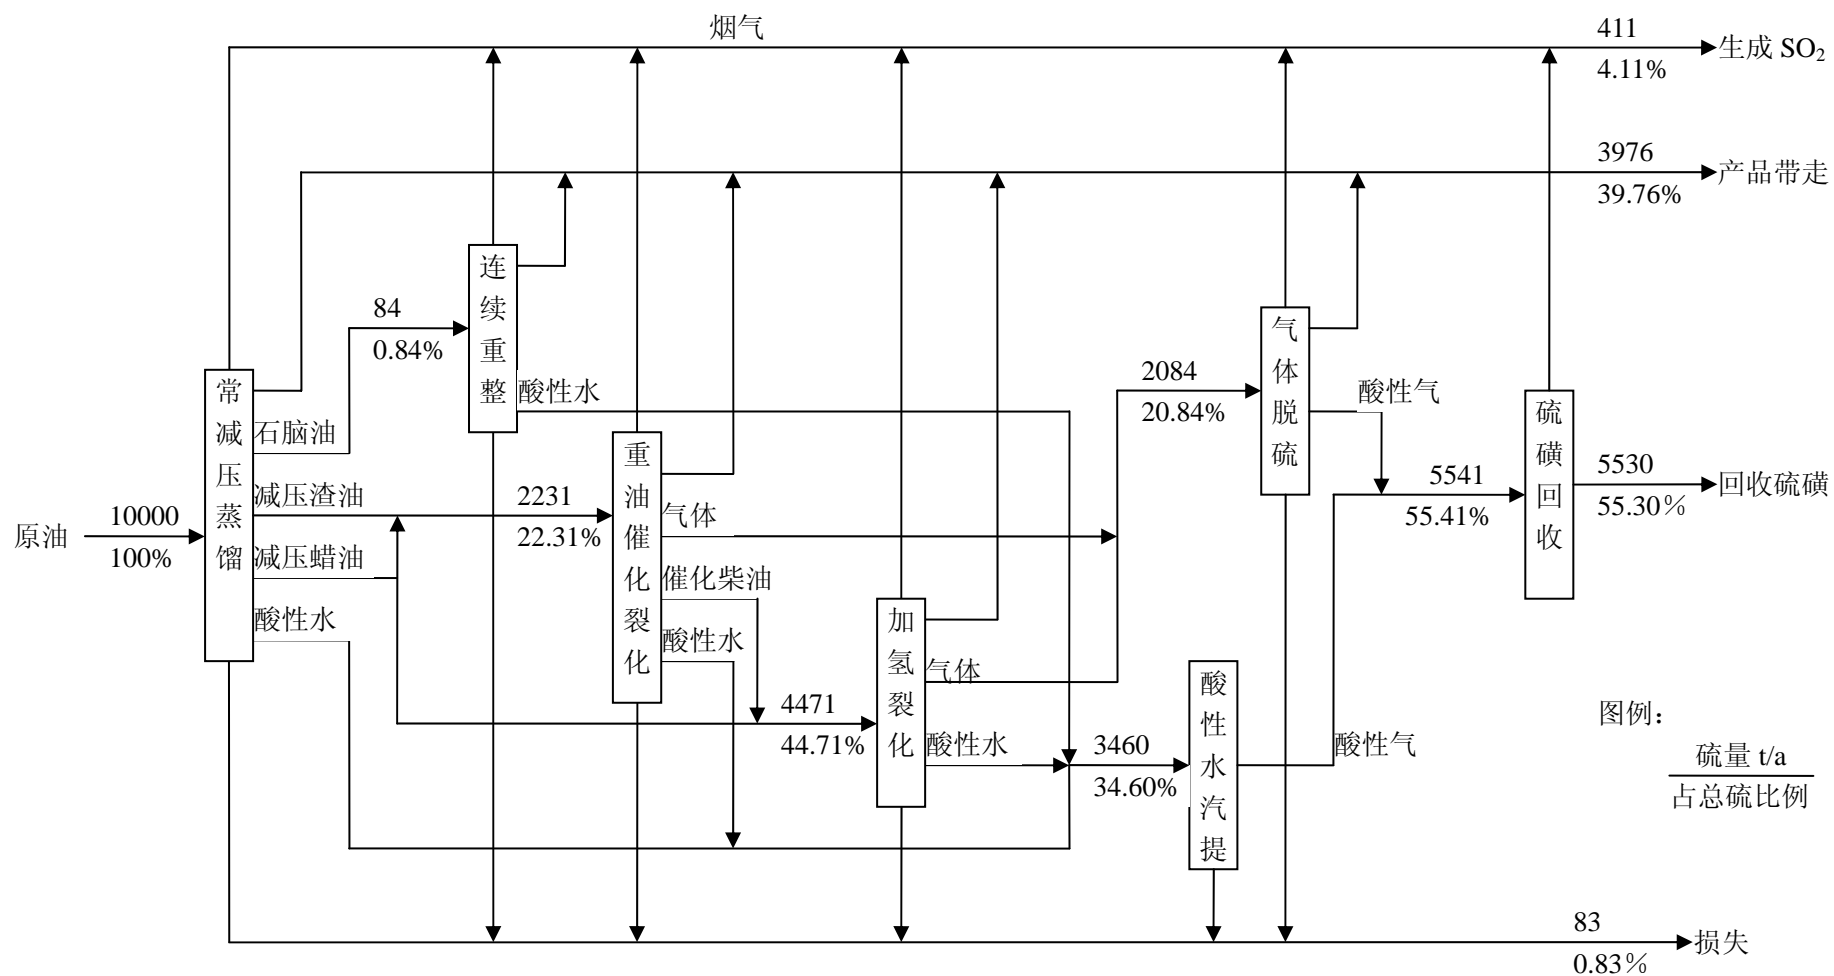 烟气
411
生成 SO₂
4.11%
3976
产品带走
39.76%
连续重整
84
0.84%
气体脱硫
常减压蒸馏
2084
20.84%
酸性水
酸性气
硫磺回收
石脑油
重油催化裂化
减压渣油
2231
22.31%
5541
55.41%
5530
55.30%
回收硫磺
原油
10000
100%
气体
减压蜡油
催化柴油
加氢裂化
酸性水
酸性水
气体
酸性水汽提
4471
44.71%
酸性水
3460
34.60%
酸性气
图例：
硫量 t/a
占总硫比例
83
损失
0.83%